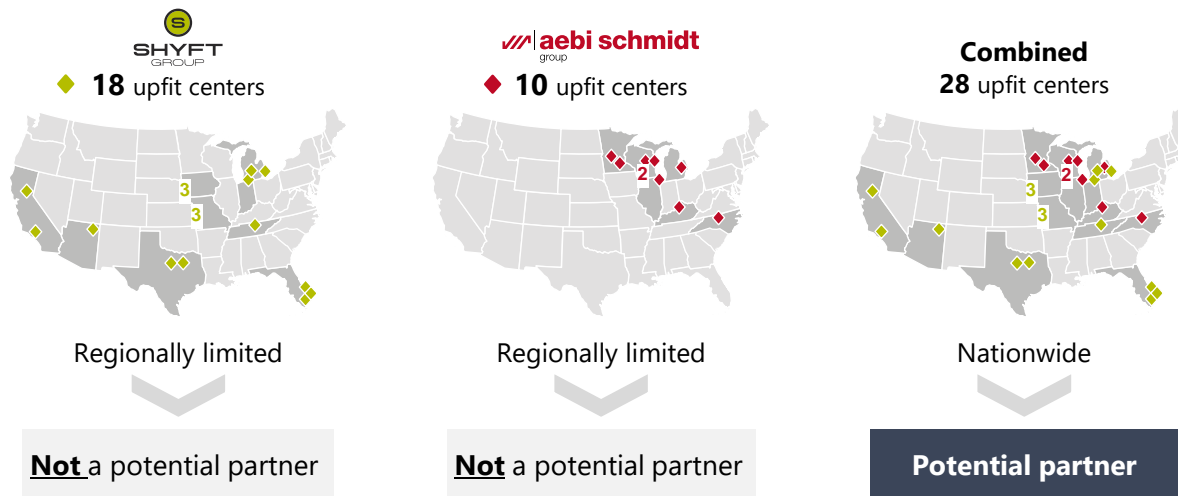 S
SHYFT
GROUP
18 upfit centers
3
3
Regionally limited
Not a potential partner
aebi schmidt
group
10 upfit centers
2
Regionally limited
Not a potential partner
Combined
28 upfit centers
2
3
3
Nationwide
Potential partner